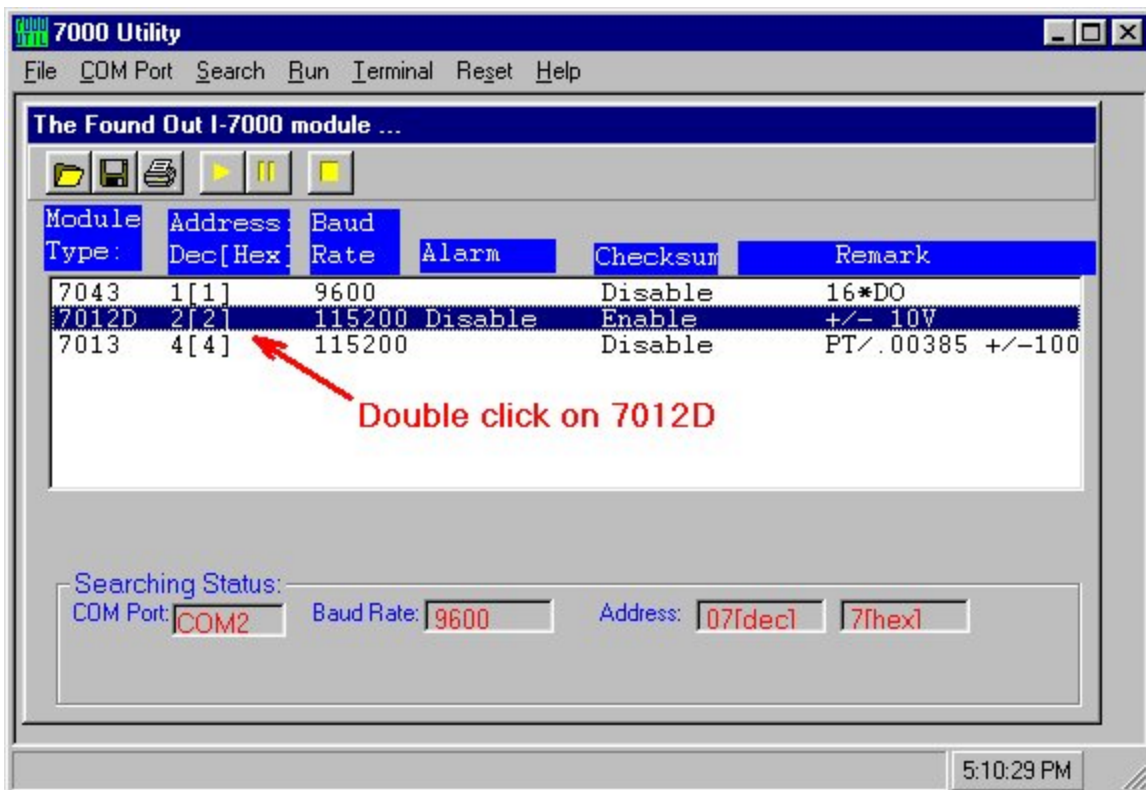 7000 Utility
File COM Port Search Run Terminal Reset Help
The Found Out I-7000 module ...
Module Type: Address: Dec[Hex] Baud Rate Alarm Checksum Remark
7043 1[1] 9600 Disable 16*DO
7012D 2[2] 115200 Disable Enable +/- 10V
7013 4[4] 115200 Disable PT/.00385 +/-100
Double click on 7012D
Searching Status:
COM Port: COM2 Baud Rate: 9600 Address: 07[dec] 7[hex]
5:10:29 PM